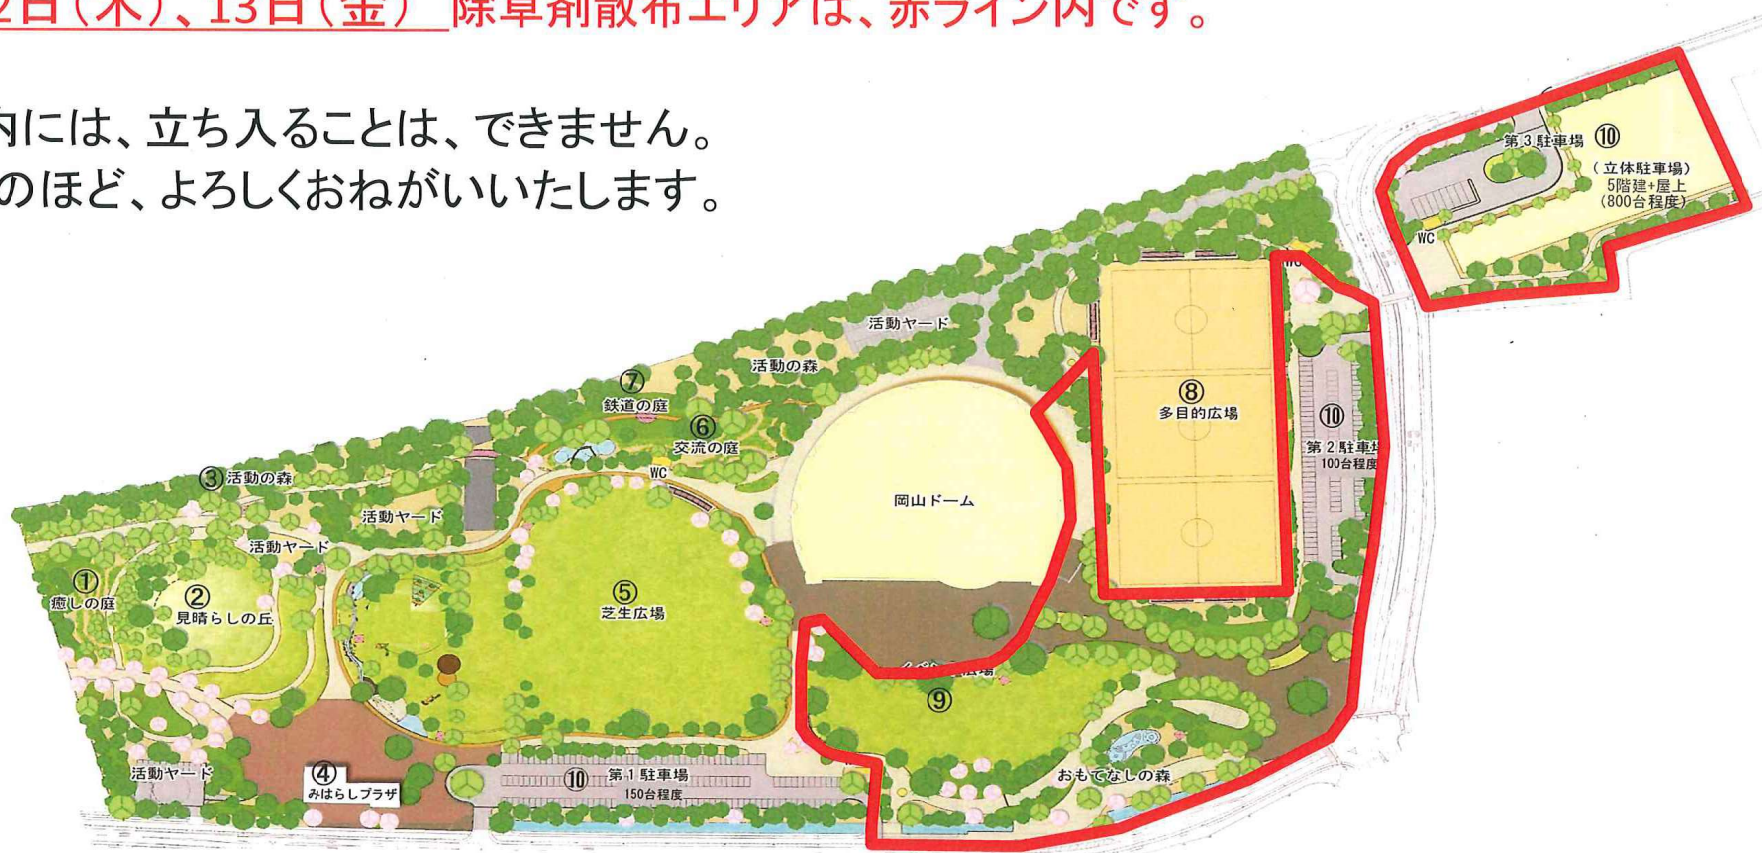 2日（木）、13日（金） 除草剤散布エリアは、赤ライン内です。
内には、立ち入ることは、できません。
のほど、よろしくおねがいいたします。
第3駐車場 ⑩
（立体駐車場）
5階建+屋上
（800台程度）
WC
WC
活動ヤード
活動の森
⑦
鉄道の庭
⑥
交流の庭
WC
⑧
多目的広場
⑩
第2駐車場
100台程度
③活動の森
活動ヤード
活動ヤード
岡山ドーム
①
癒しの庭
②
見晴らしの丘
⑤
芝生広場
広場
⑨
活動ヤード
④
みはらしプラザ
⑩ 第1駐車場
150台程度
おもてなしの森